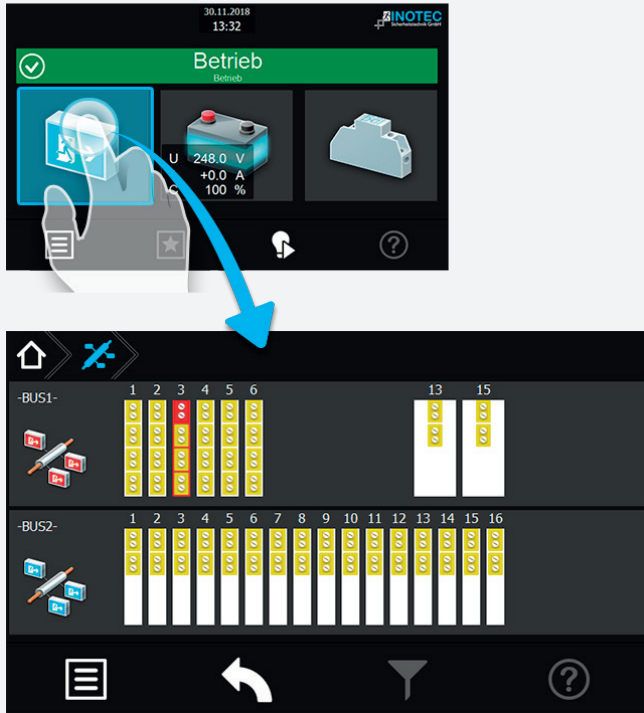 30.11.2018
13:32
INOTEC
Sicherheitstechnik GmbH
Betrieb
Betrieb
U 248.0 V
+0.0 A
C 100 %
?
-BUS1-
1 2 3 4 5 6 13 15
-BUS2-
1 2 3 4 5 6 7 8 9 10 11 12 13 14 15 16
?